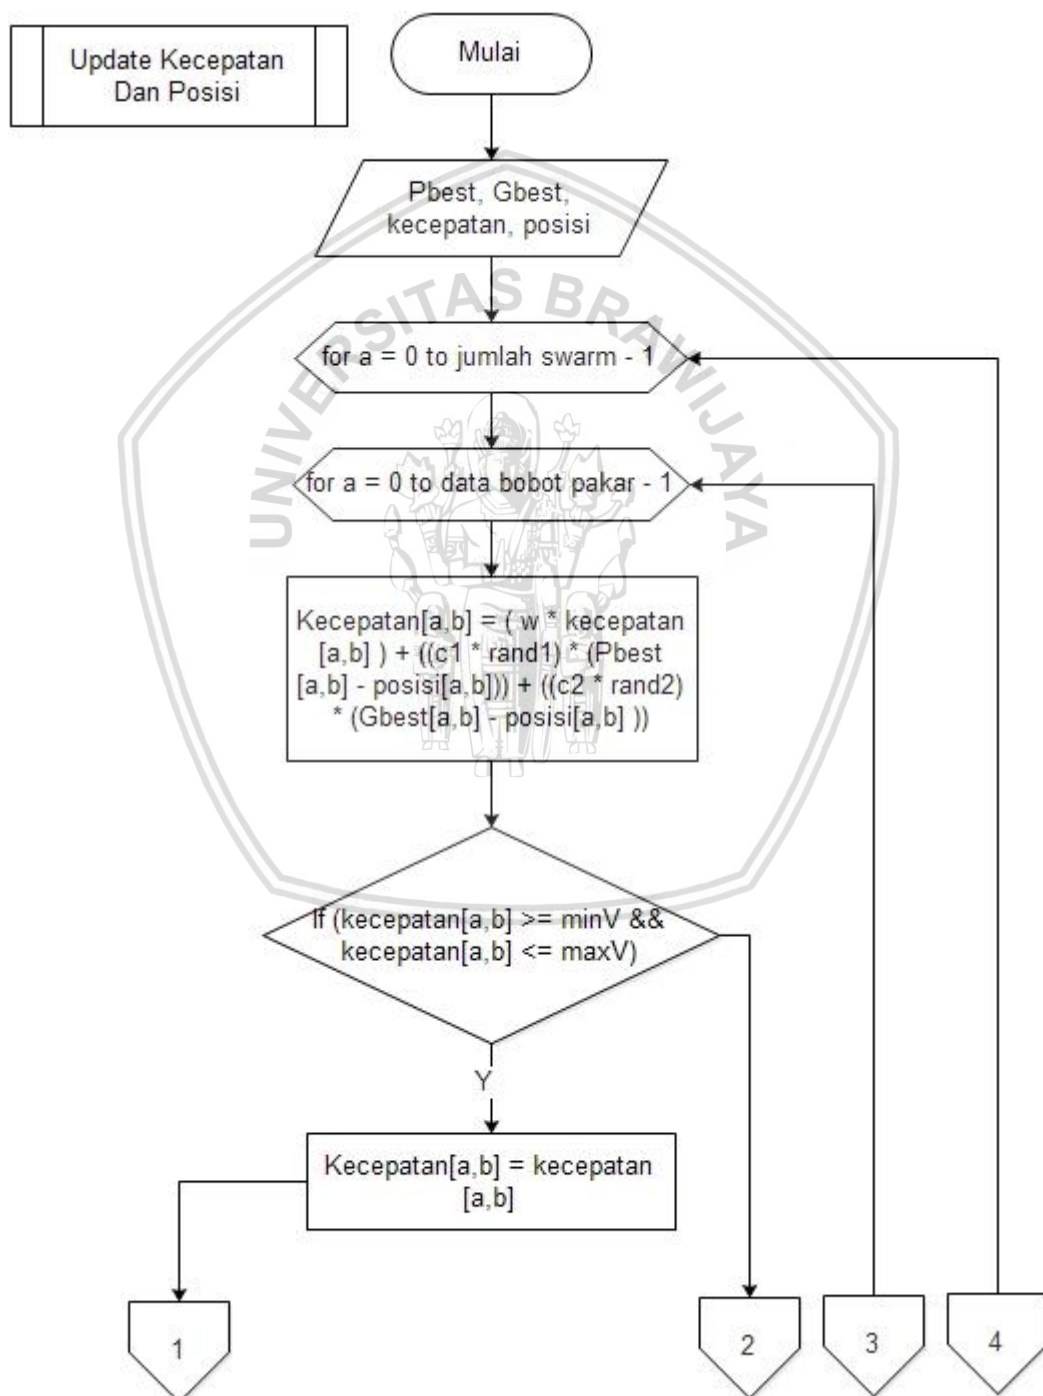 Update Kecepatan
Dan Posisi
Mulai
Pbest, Gbest,
kecepatan, posisi
UNIVERSITAS BRAWIJAYA
for a = 0 to jumlah swarm - 1
for a = 0 to data bobot pakar - 1
Kecepatan[a,b] = ( w * kecepatan
[a,b] ) + ((c1 * rand1) * (Pbest
[a,b] - posisi[a,b])) + ((c2 * rand2)
* (Gbest[a,b] - posisi[a,b] ))
If (kecepatan[a,b] >= minV &&
kecepatan[a,b] <= maxV)
Y
Kecepatan[a,b] = kecepatan
[a,b]
1
2
3
4